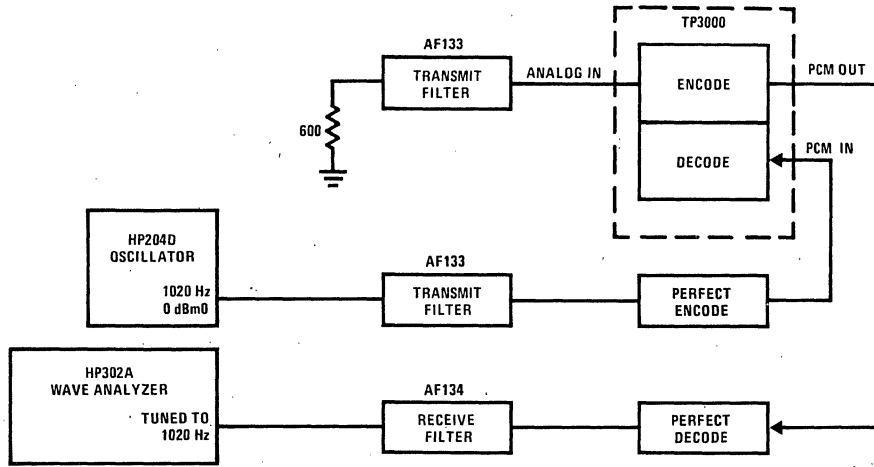 TP3000
AF133
TRANSMIT
FILTER
ANALOG IN
ENCODE
PCM OUT
600
DECODE
PCM IN
HP204D
OSCILLATOR
1020 Hz
0 dBm0
AF133
TRANSMIT
FILTER
PERFECT
ENCODE
HP302A
WAVE ANALYZER
TUNED TO
1020 Hz
AF134
RECEIVE
FILTER
PERFECT
DECODE